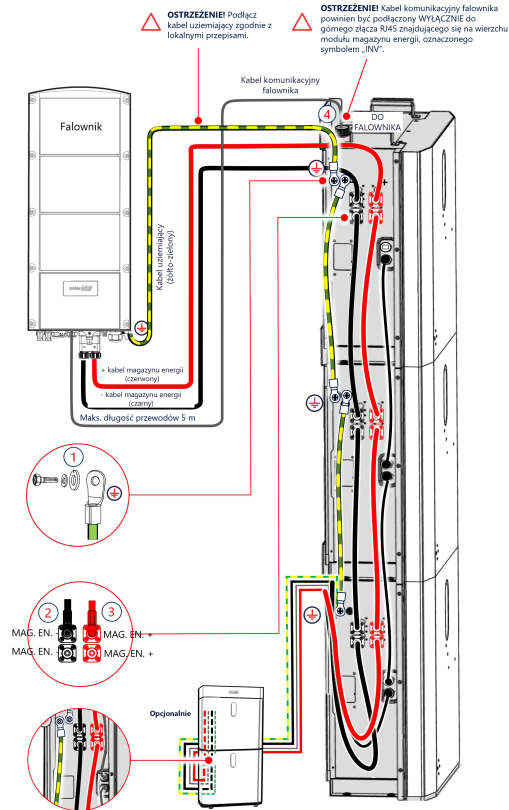 OSTRZEŻENIE! Podłącz
kabel uziemiający zgodnie z
lokalnymi przepisami.
OSTRZEŻENIE! Kabel komunikacyjny falownika
powinien być podłączony WYŁĄCZNIE do
górnego złącza RJ45 znajdującego się na wierzchu
modułu magazynu energii, oznaczonego
symbolem „INV”.
Kabel komunikacyjny
falownika
4
DO
FALOWNIKA
Falownik
+
Kabel uziemiający
(żółto-zielony)
+ kabel magazynu energii
(czerwony)
- kabel magazynu energii
(czarny)
Maks. długość przewodów 5 m
1
2
3
MAG. EN. -
MAG. EN. +
MAG. EN. -
MAG. EN. +
Opcjonalnie